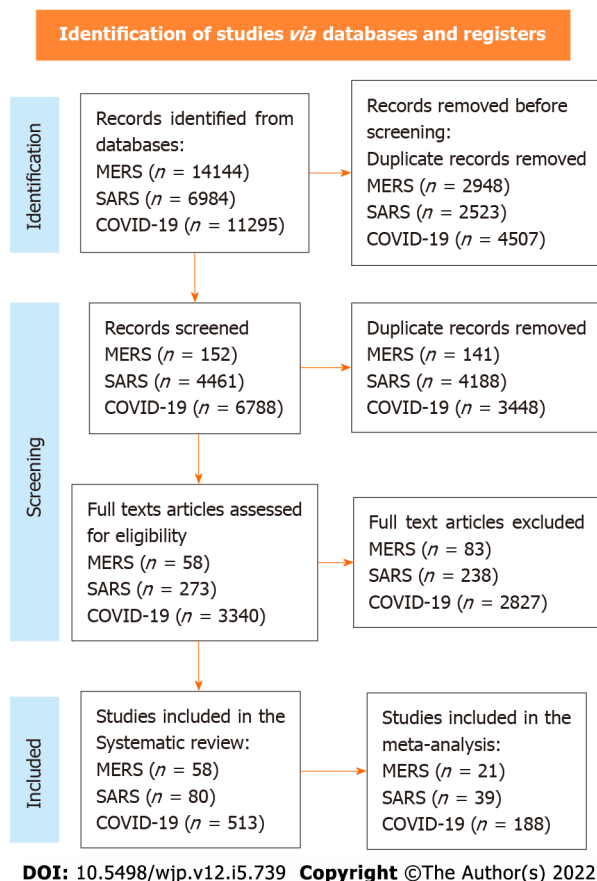 Identification of studies via databases and registers
Identification
Records identified from
databases:
MERS (n = 14144)
SARS (n = 6984)
COVID-19 (n = 11295)
Records removed before
screening:
Duplicate records removed
MERS (n = 2948)
SARS (n = 2523)
COVID-19 (n = 4507)
Screening
Records screened
MERS (n = 152)
SARS (n = 4461)
COVID-19 (n = 6788)
Duplicate records removed
MERS (n = 141)
SARS (n = 4188)
COVID-19 (n = 3448)
Full texts articles assessed
for eligibility
MERS (n = 58)
SARS (n = 273)
COVID-19 (n = 3340)
Full text articles excluded
MERS (n = 83)
SARS (n = 238)
COVID-19 (n = 2827)
Included
Studies included in the
Systematic review:
MERS (n = 58)
SARS (n = 80)
COVID-19 (n = 513)
Studies included in the
meta-analysis:
MERS (n = 21)
SARS (n = 39)
COVID-19 (n = 188)
DOI: 10.5498/wjp.v12.i5.739 Copyright ©The Author(s) 2022